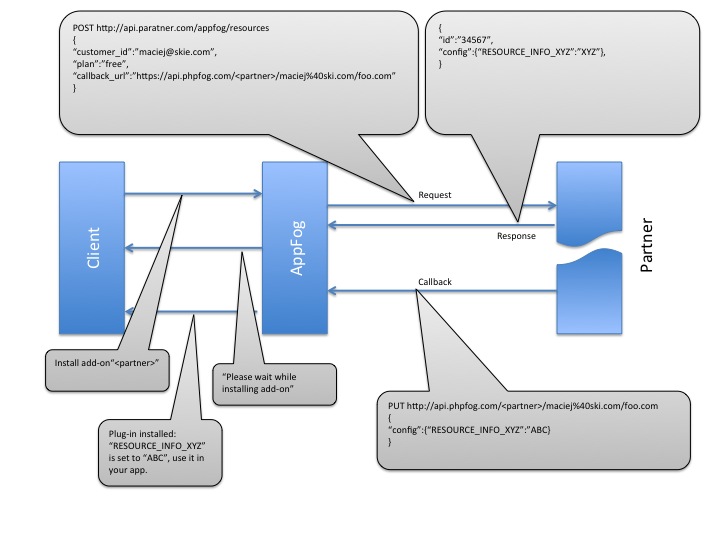 POST http://api.paratner.com/appfog/resources
{
“customer_id”:”maciej@skie.com”,
“plan”:”free”,
“callback_url”:”https://api.phpfog.com/<partner>/maciej%40ski.com/foo.com”
}
{
“id”:”34567”,
“config”:{“RESOURCE_INFO_XYZ”:”XYZ”},
}
Client
AppFog
Partner
Request
Response
Callback
Install add-on“<partner>”
“Please wait while
installing add-on”
Plug-in installed:
“RESOURCE_INFO_XYZ”
is set to “ABC”, use it in
your app.
PUT http://api.phpfog.com/<partner>/maciej%40ski.com/foo.com
{
“config”:{“RESOURCE_INFO_XYZ”:”ABC}
}